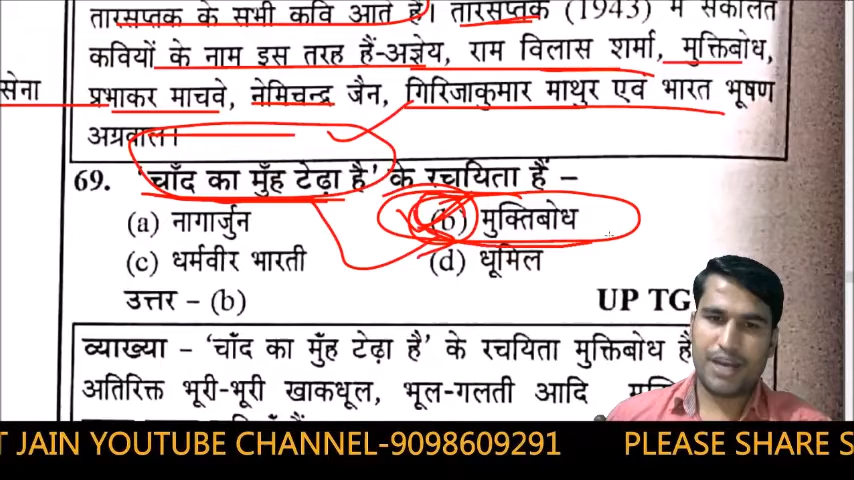 तारसप्तक के सभी कवि आते हैं। तारसप्तक (1943) में संकलित
कवियों के नाम इस तरह हैं-अज्ञेय, राम विलास शर्मा, मुक्तिबोध,
सेना
प्रभाकर माचवे, नेमिचन्द्र जैन, गिरिजाकुमार माथुर एवं भारत भूषण
अग्रवाल।
69. 'चाँद का मुँह टेढ़ा है' के रचयिता हैं –
(a) नागार्जुन (b) मुक्तिबोध
(c) धर्मवीर भारती (d) धूमिल
उत्तर – (b) UP TG
व्याख्या – 'चाँद का मुँह टेढ़ा है' के रचयिता मुक्तिबोध हैं
अतिरिक्त भूरी-भूरी खाकधूल, भूल-गलती आदि
T JAIN YOUTUBE CHANNEL-9098609291 PLEASE SHARE S